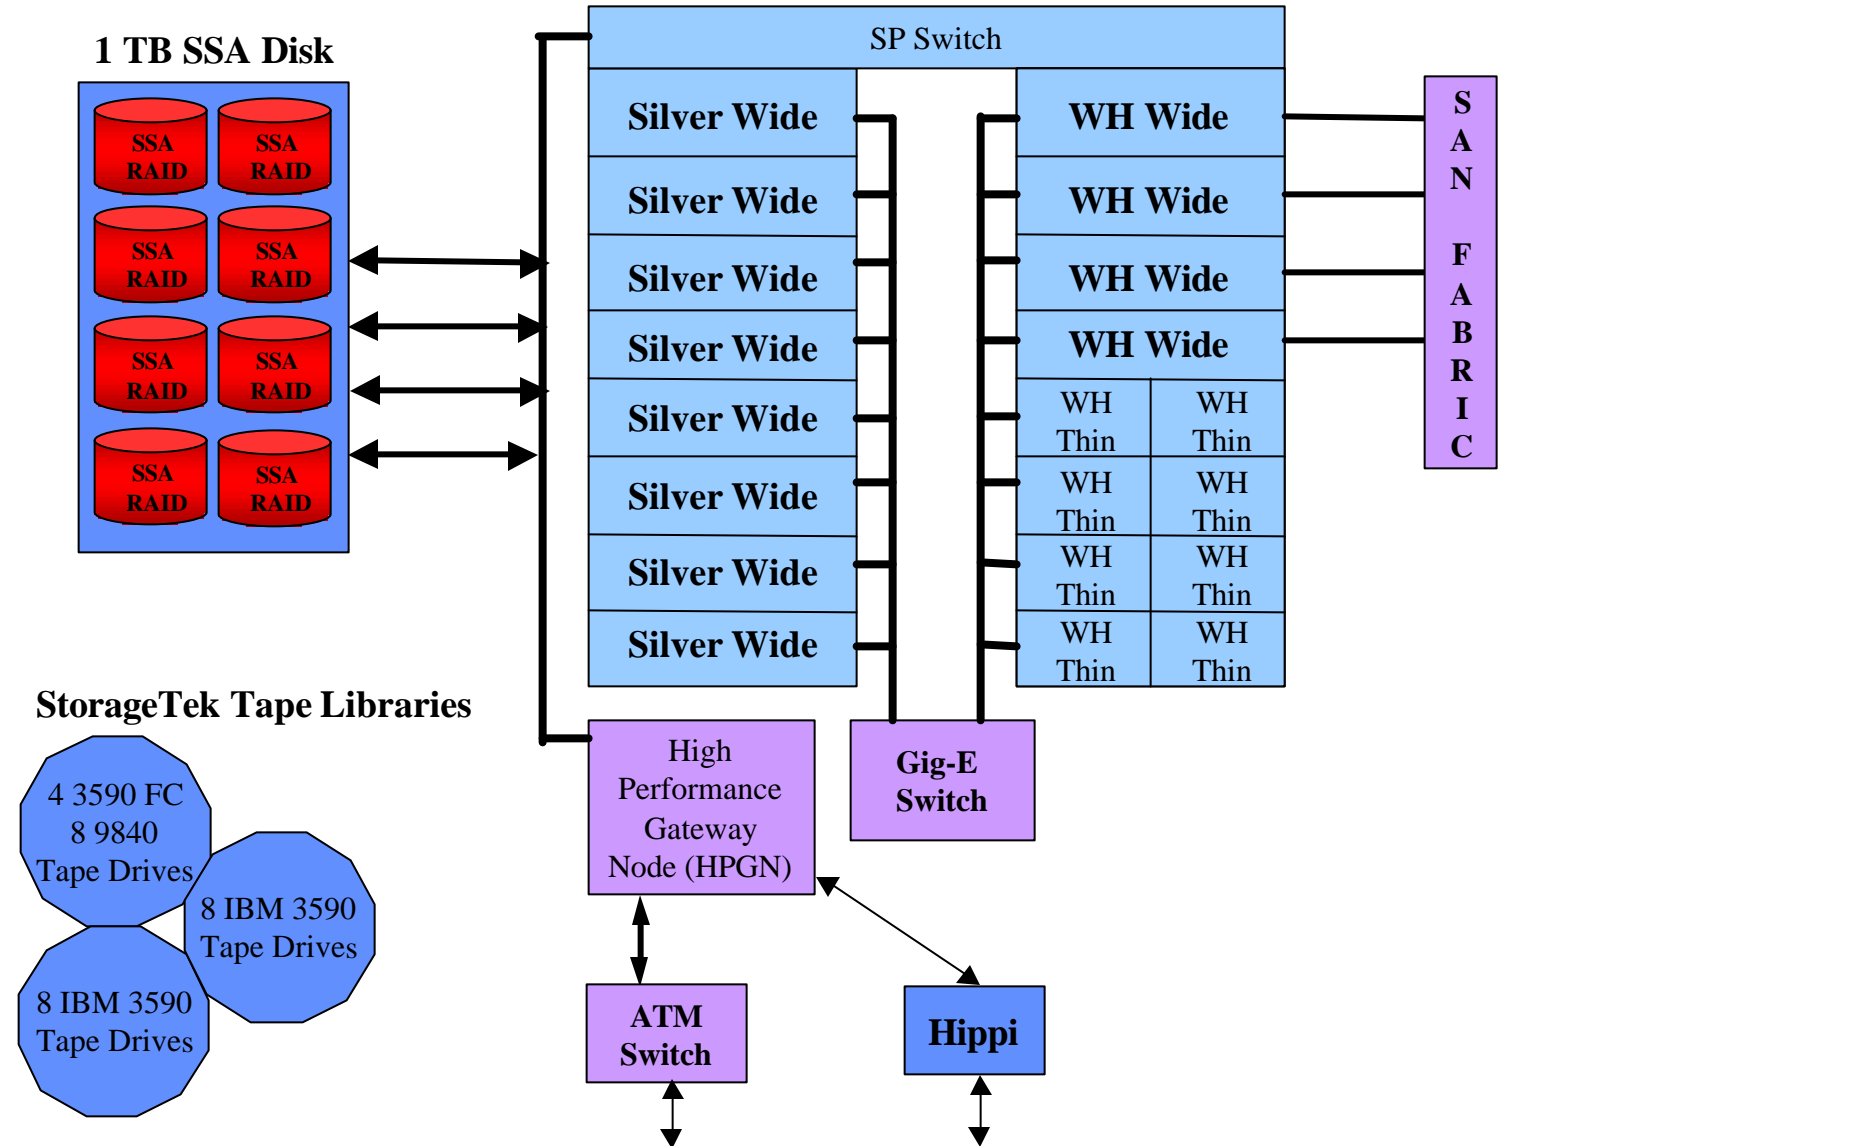 1 TB SSA Disk
SSA
RAID
SSA
RAID
SSA
RAID
SSA
RAID
SSA
RAID
SSA
RAID
SSA
RAID
SSA
RAID
SP Switch
Silver Wide
Silver Wide
Silver Wide
Silver Wide
Silver Wide
Silver Wide
Silver Wide
Silver Wide
WH Wide
WH Wide
WH Wide
WH Wide
WH
Thin
WH
Thin
WH
Thin
WH
Thin
WH
Thin
WH
Thin
WH
Thin
WH
Thin
SAN FABRIC
StorageTek Tape Libraries
4 3590 FC
8 9840
Tape Drives
8 IBM 3590
Tape Drives
8 IBM 3590
Tape Drives
High
Performance
Gateway
Node (HPGN)
Gig-E
Switch
ATM
Switch
Hippi